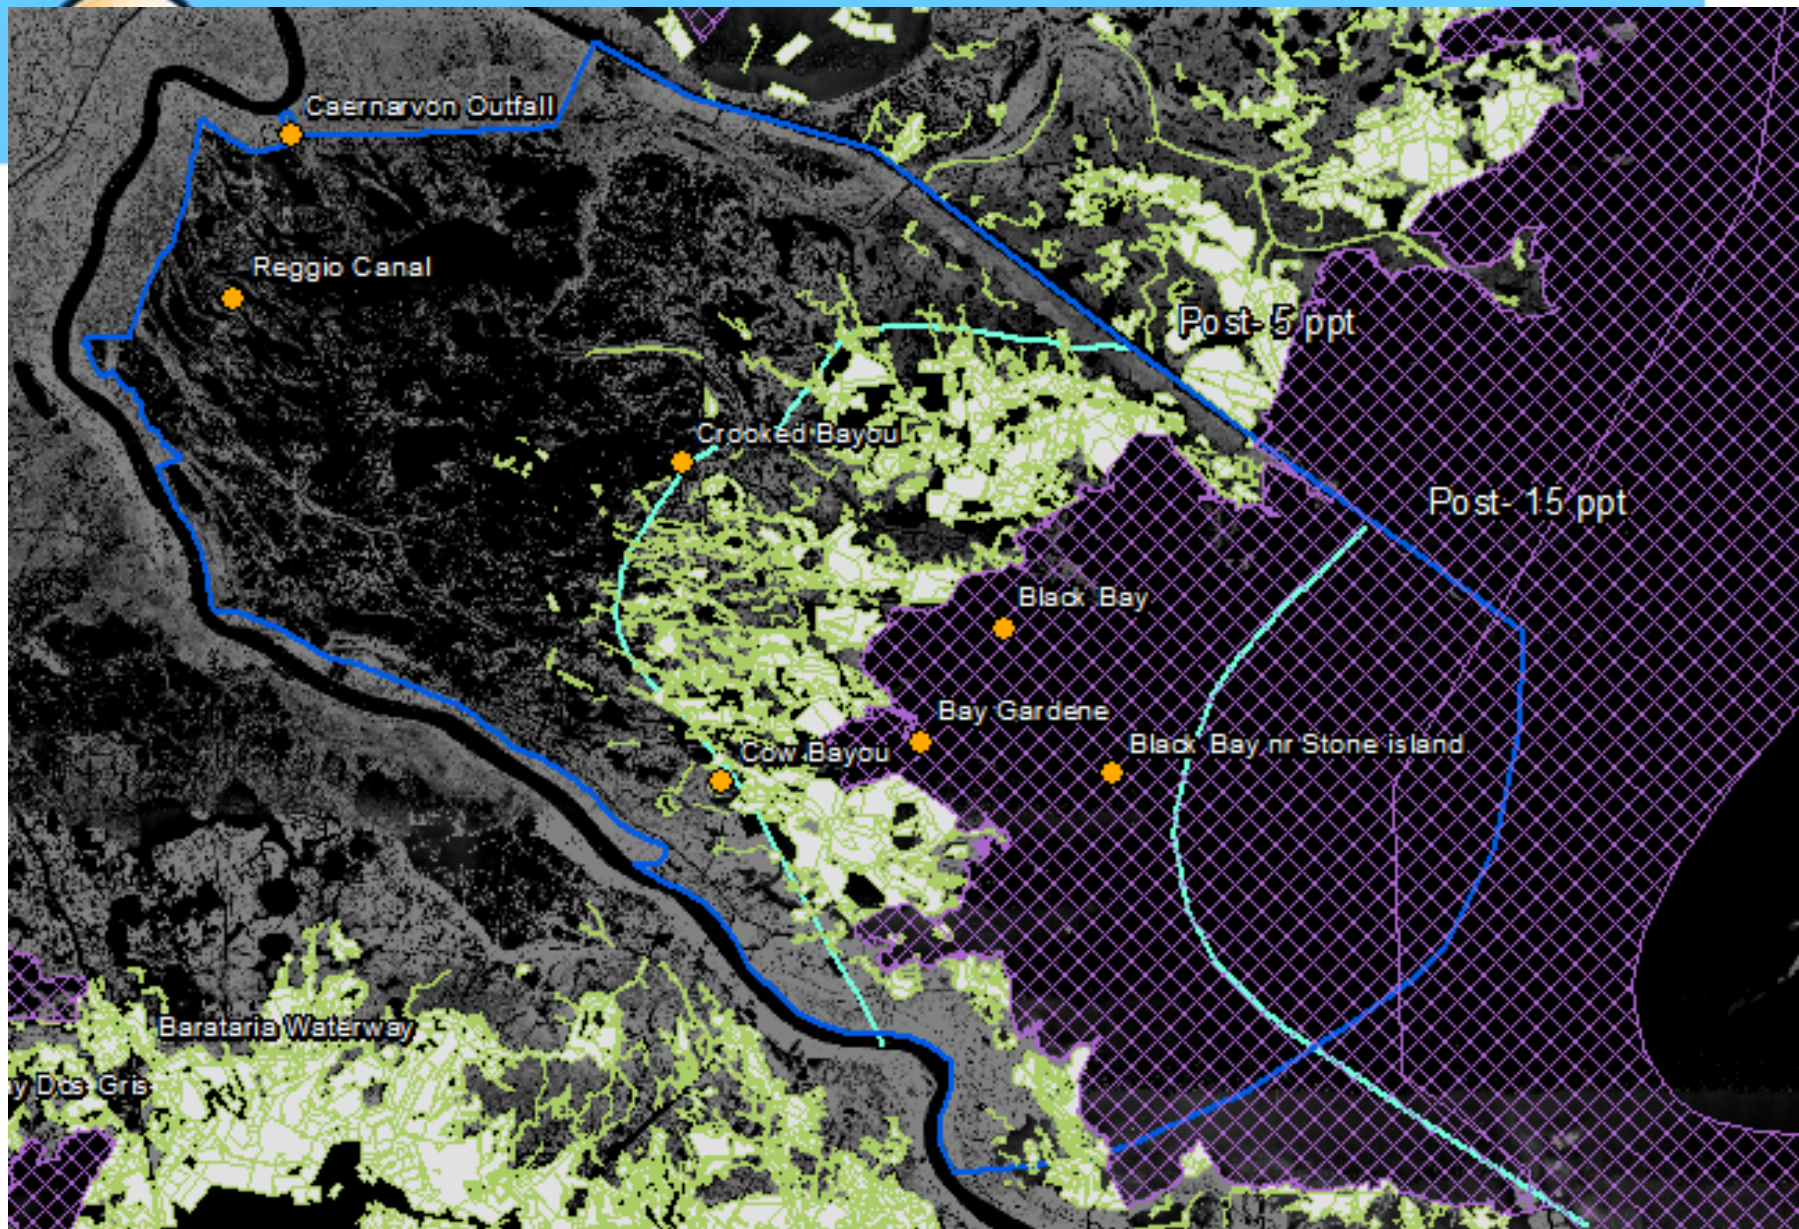 Caernarvon Outfall
Reggio Canal
Post- 5 ppt
Crooked Bayou
Post- 15 ppt
Black Bay
Bay Gardene
Black Bay nr Stone island
Cow Bayou
Barataria Waterway
y Dos Gris